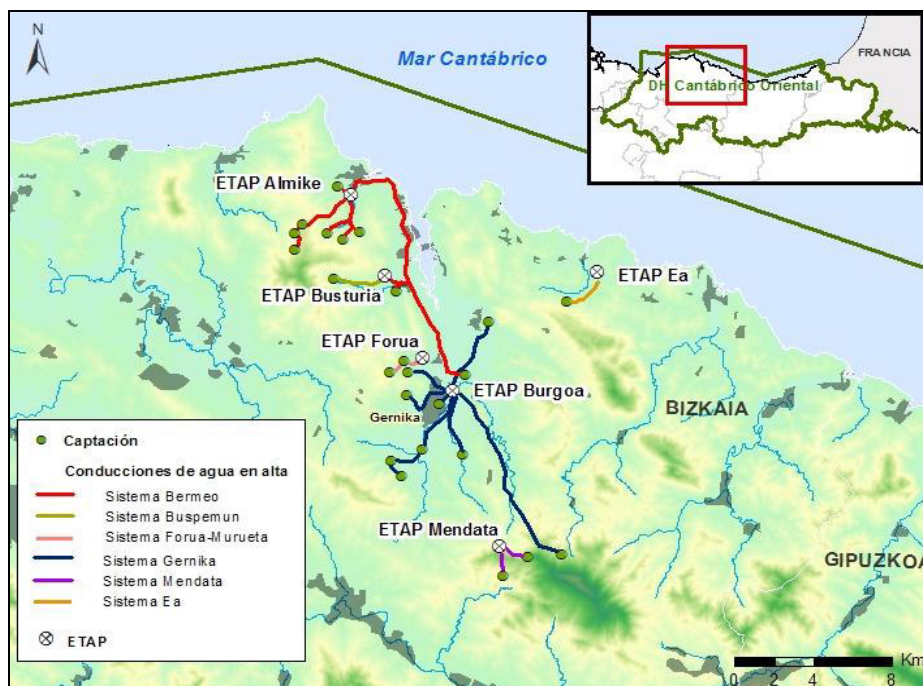 N
Mar Cantábrico
FRANCIA
DH Cantábrico Oriental
ETAP Almike
ETAP Ea
ETAP Busturia
ETAP Forua
ETAP Burgoa
Gernika
BIZKAIA
ETAP Mendata
GIPUZKOA
Captación
Conducciones de agua en alta
Sistema Bermeo
Sistema Buspemun
Sistema Forua-Murueta
Sistema Gernika
Sistema Mendata
Sistema Ea
ETAP
Km
0 2 4 8